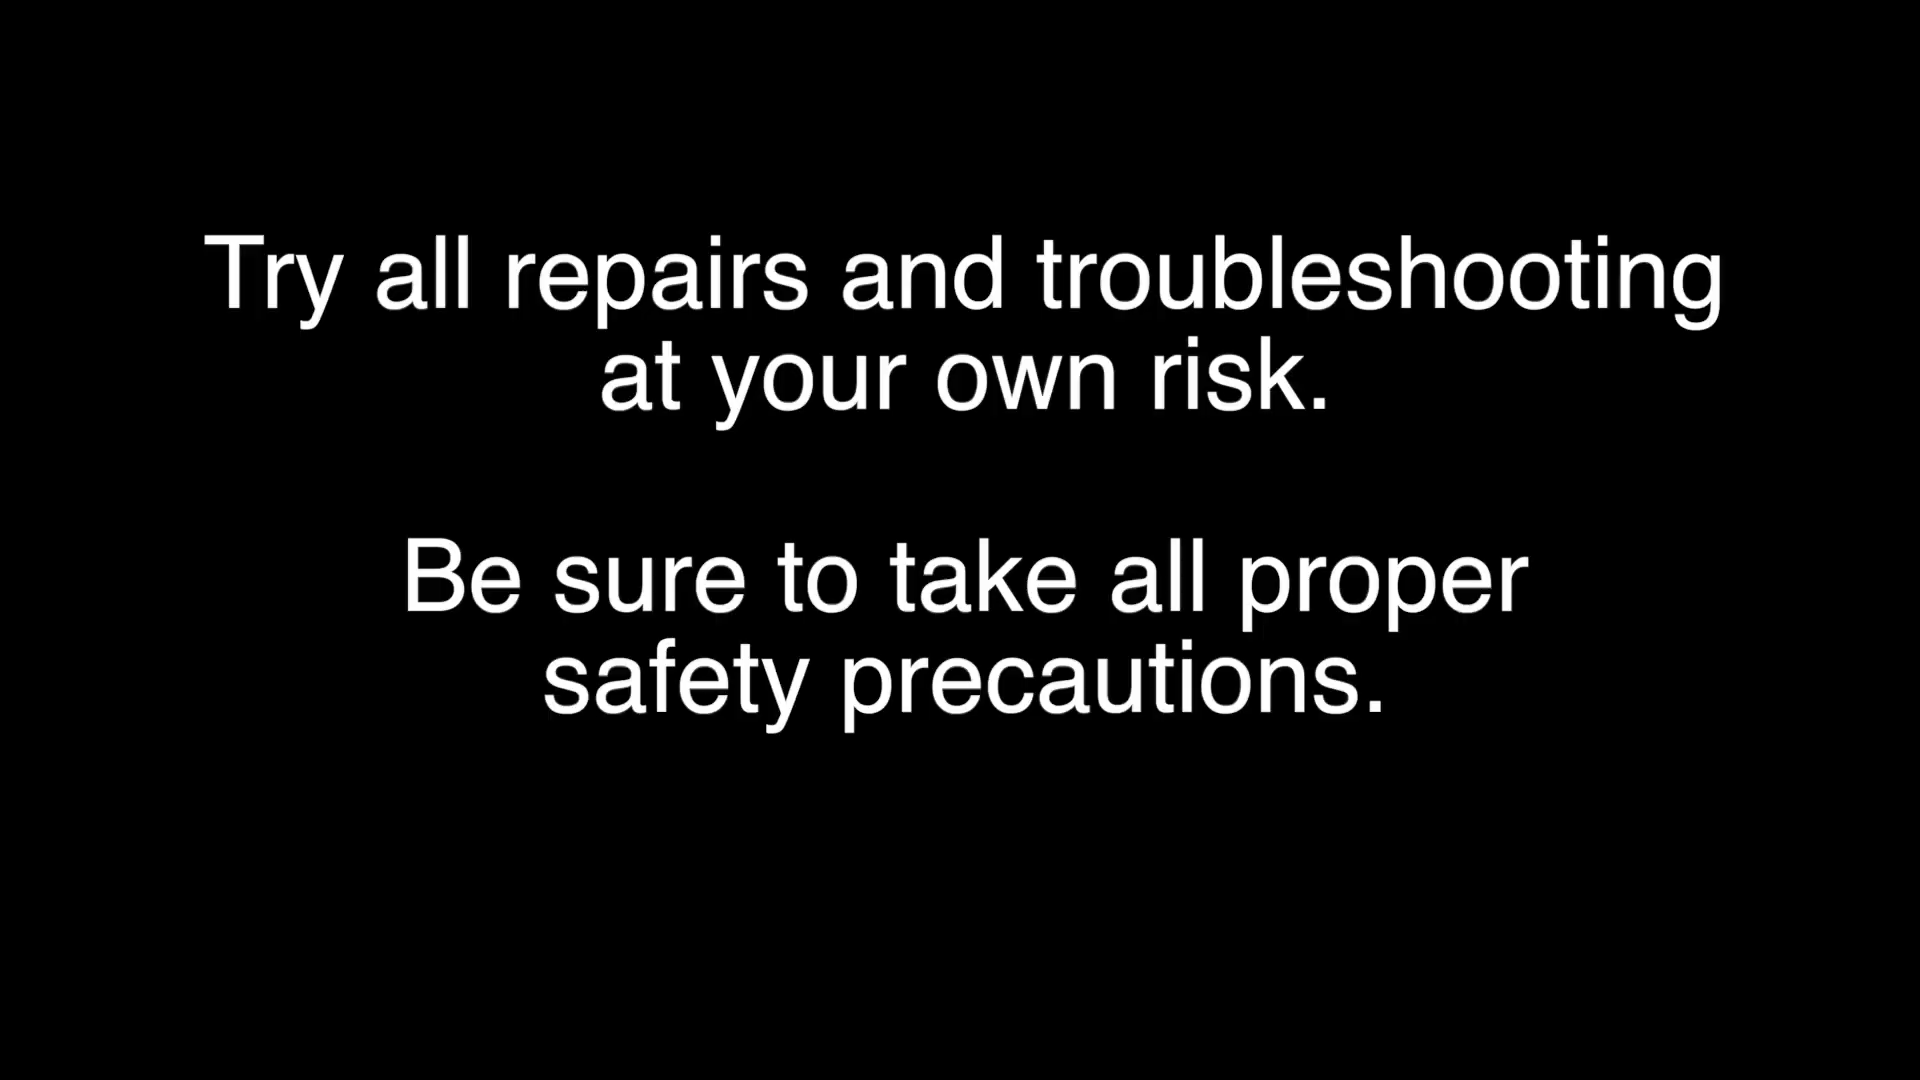 Try all repairs and troubleshooting
at your own risk.
Be sure to take all proper
safety precautions.